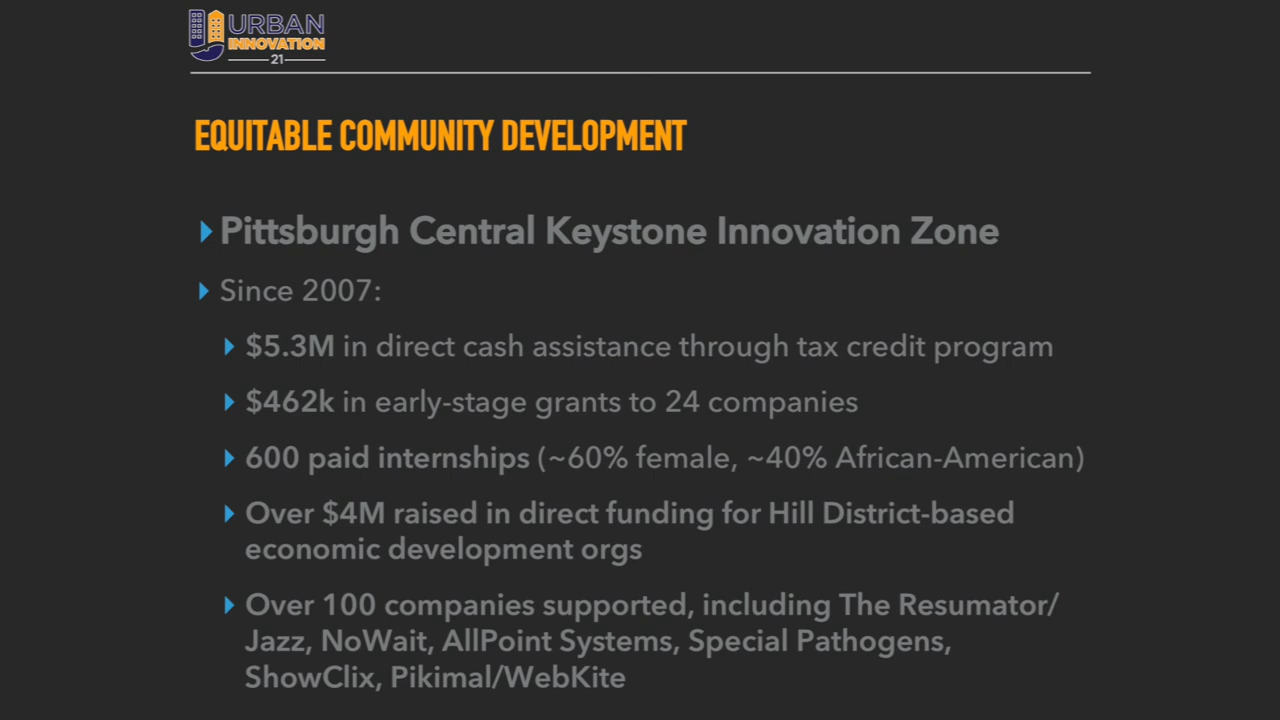 URBAN
INNOVATION
21
EQUITABLE COMMUNITY DEVELOPMENT
Pittsburgh Central Keystone Innovation Zone
Since 2007:
$5.3M in direct cash assistance through tax credit program
$462k in early-stage grants to 24 companies
600 paid internships (~60% female, ~40% African-American)
Over $4M raised in direct funding for Hill District-based
economic development orgs
Over 100 companies supported, including The Resumator/
Jazz, NoWait, AllPoint Systems, Special Pathogens,
ShowClix, Pikimal/WebKite